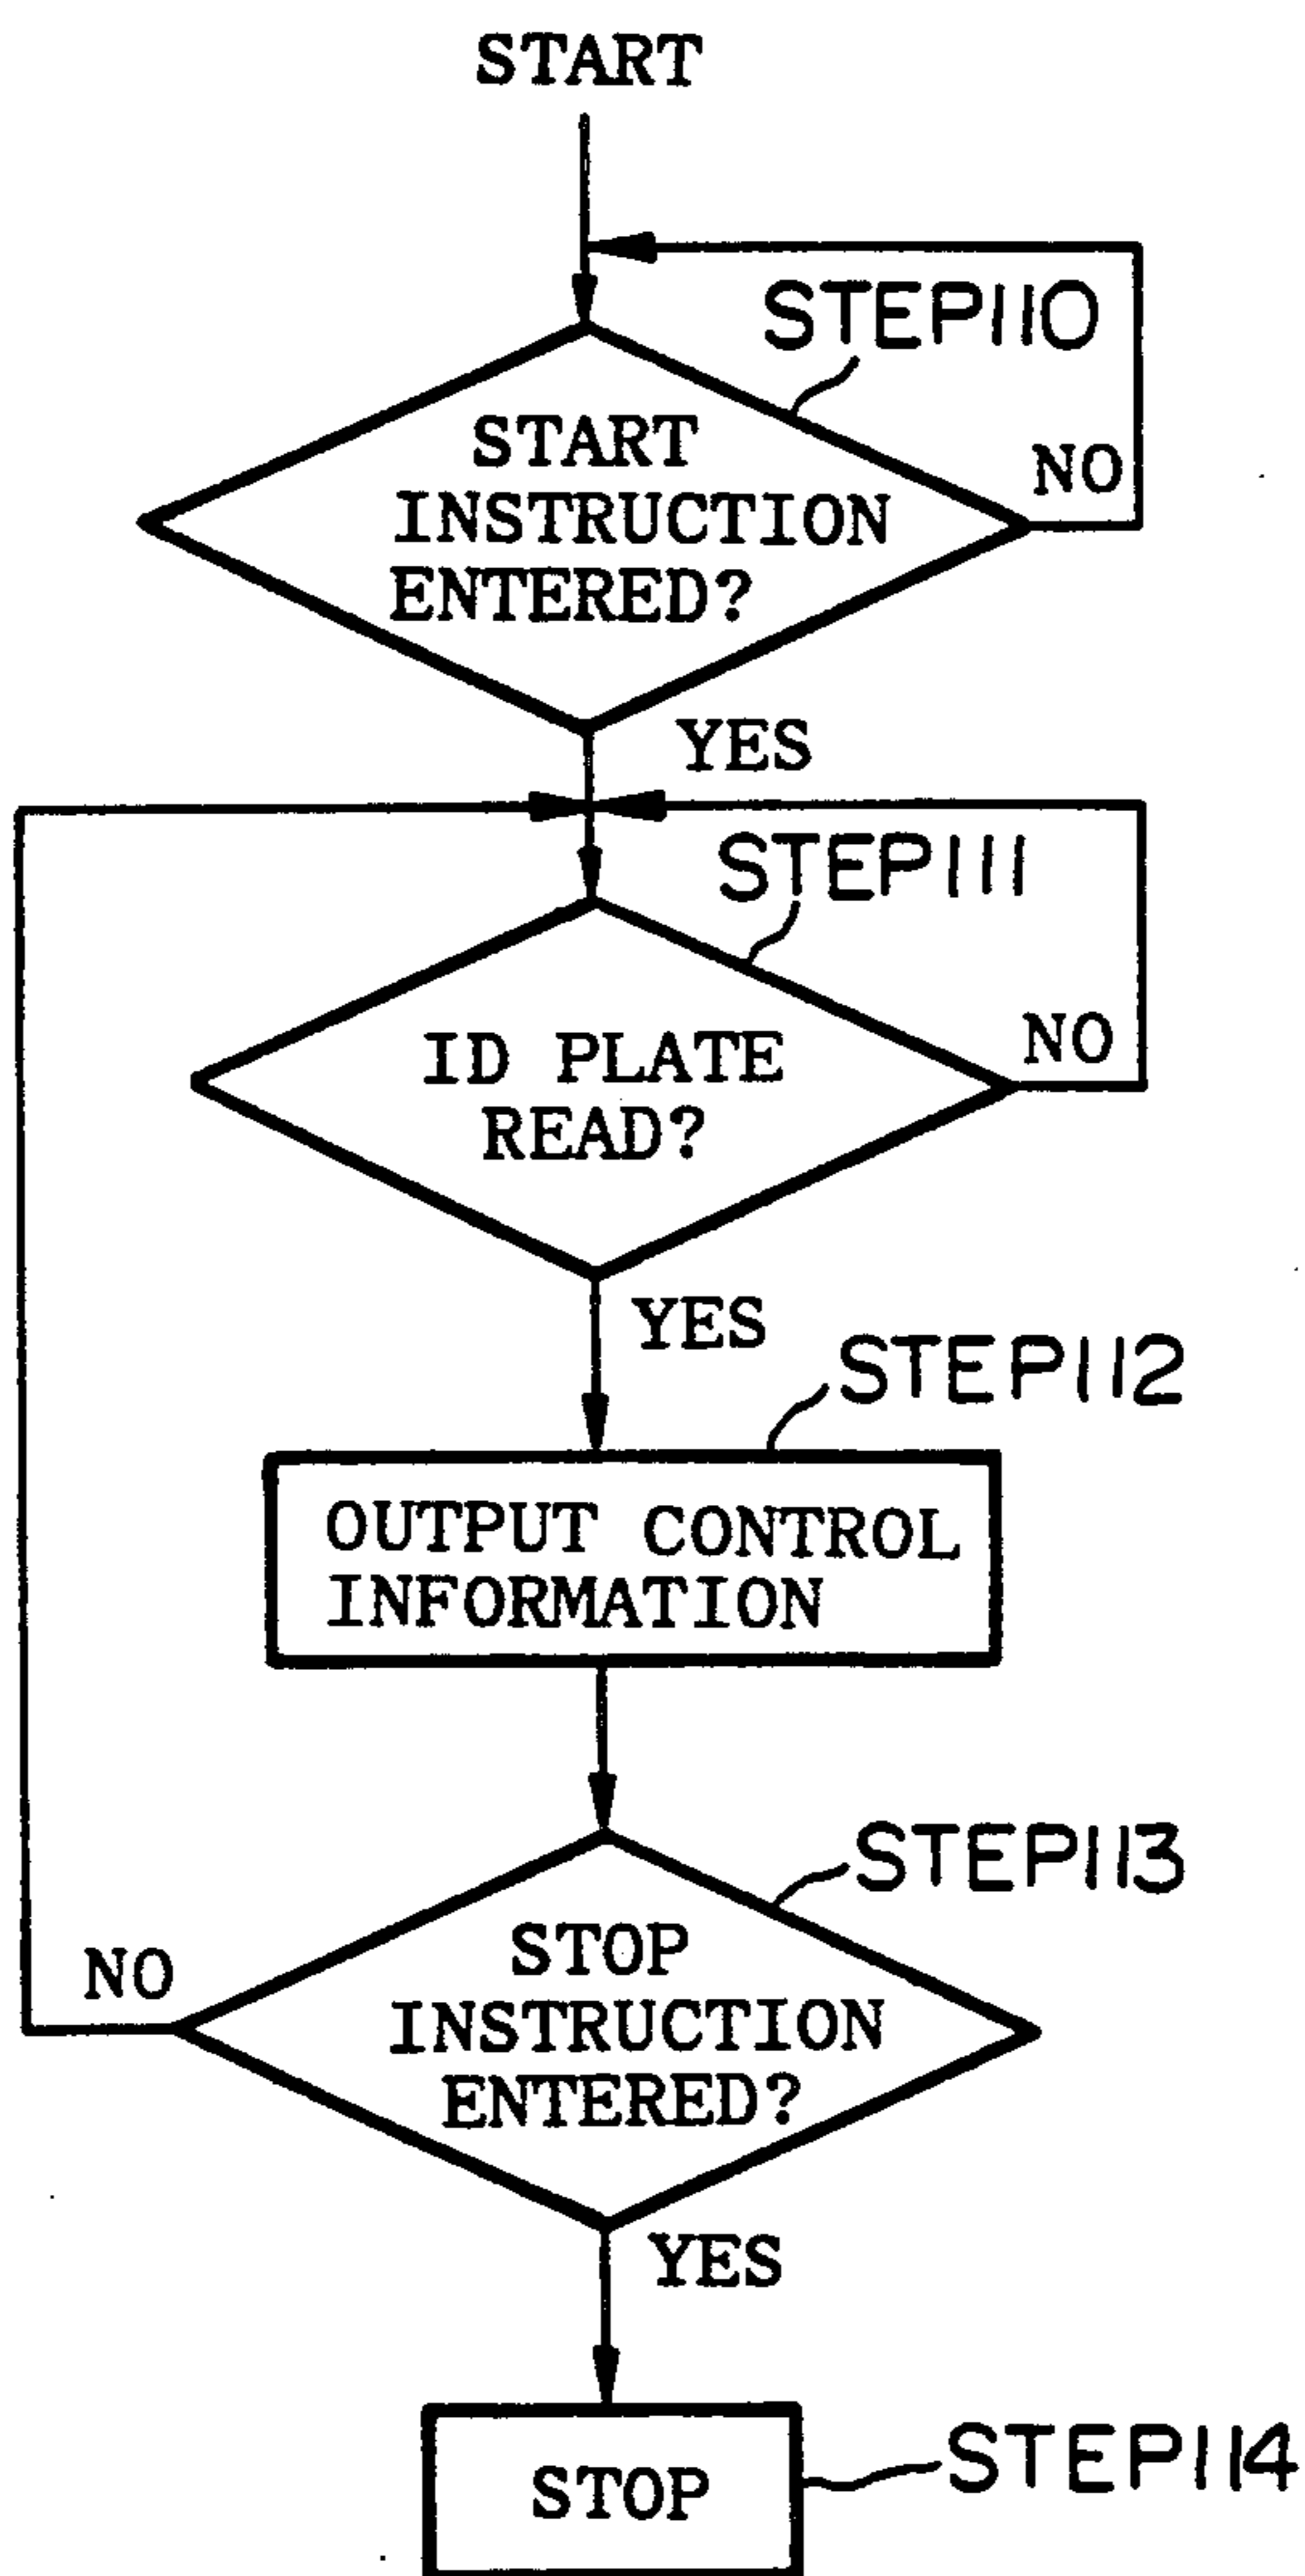 START
STEP110
START
INSTRUCTION
ENTERED?
NO
YES
STEP111
ID PLATE
READ?
NO
YES
STEP112
OUTPUT CONTROL
INFORMATION
STEP113
STOP
INSTRUCTION
ENTERED?
NO
YES
STOP
STEP114